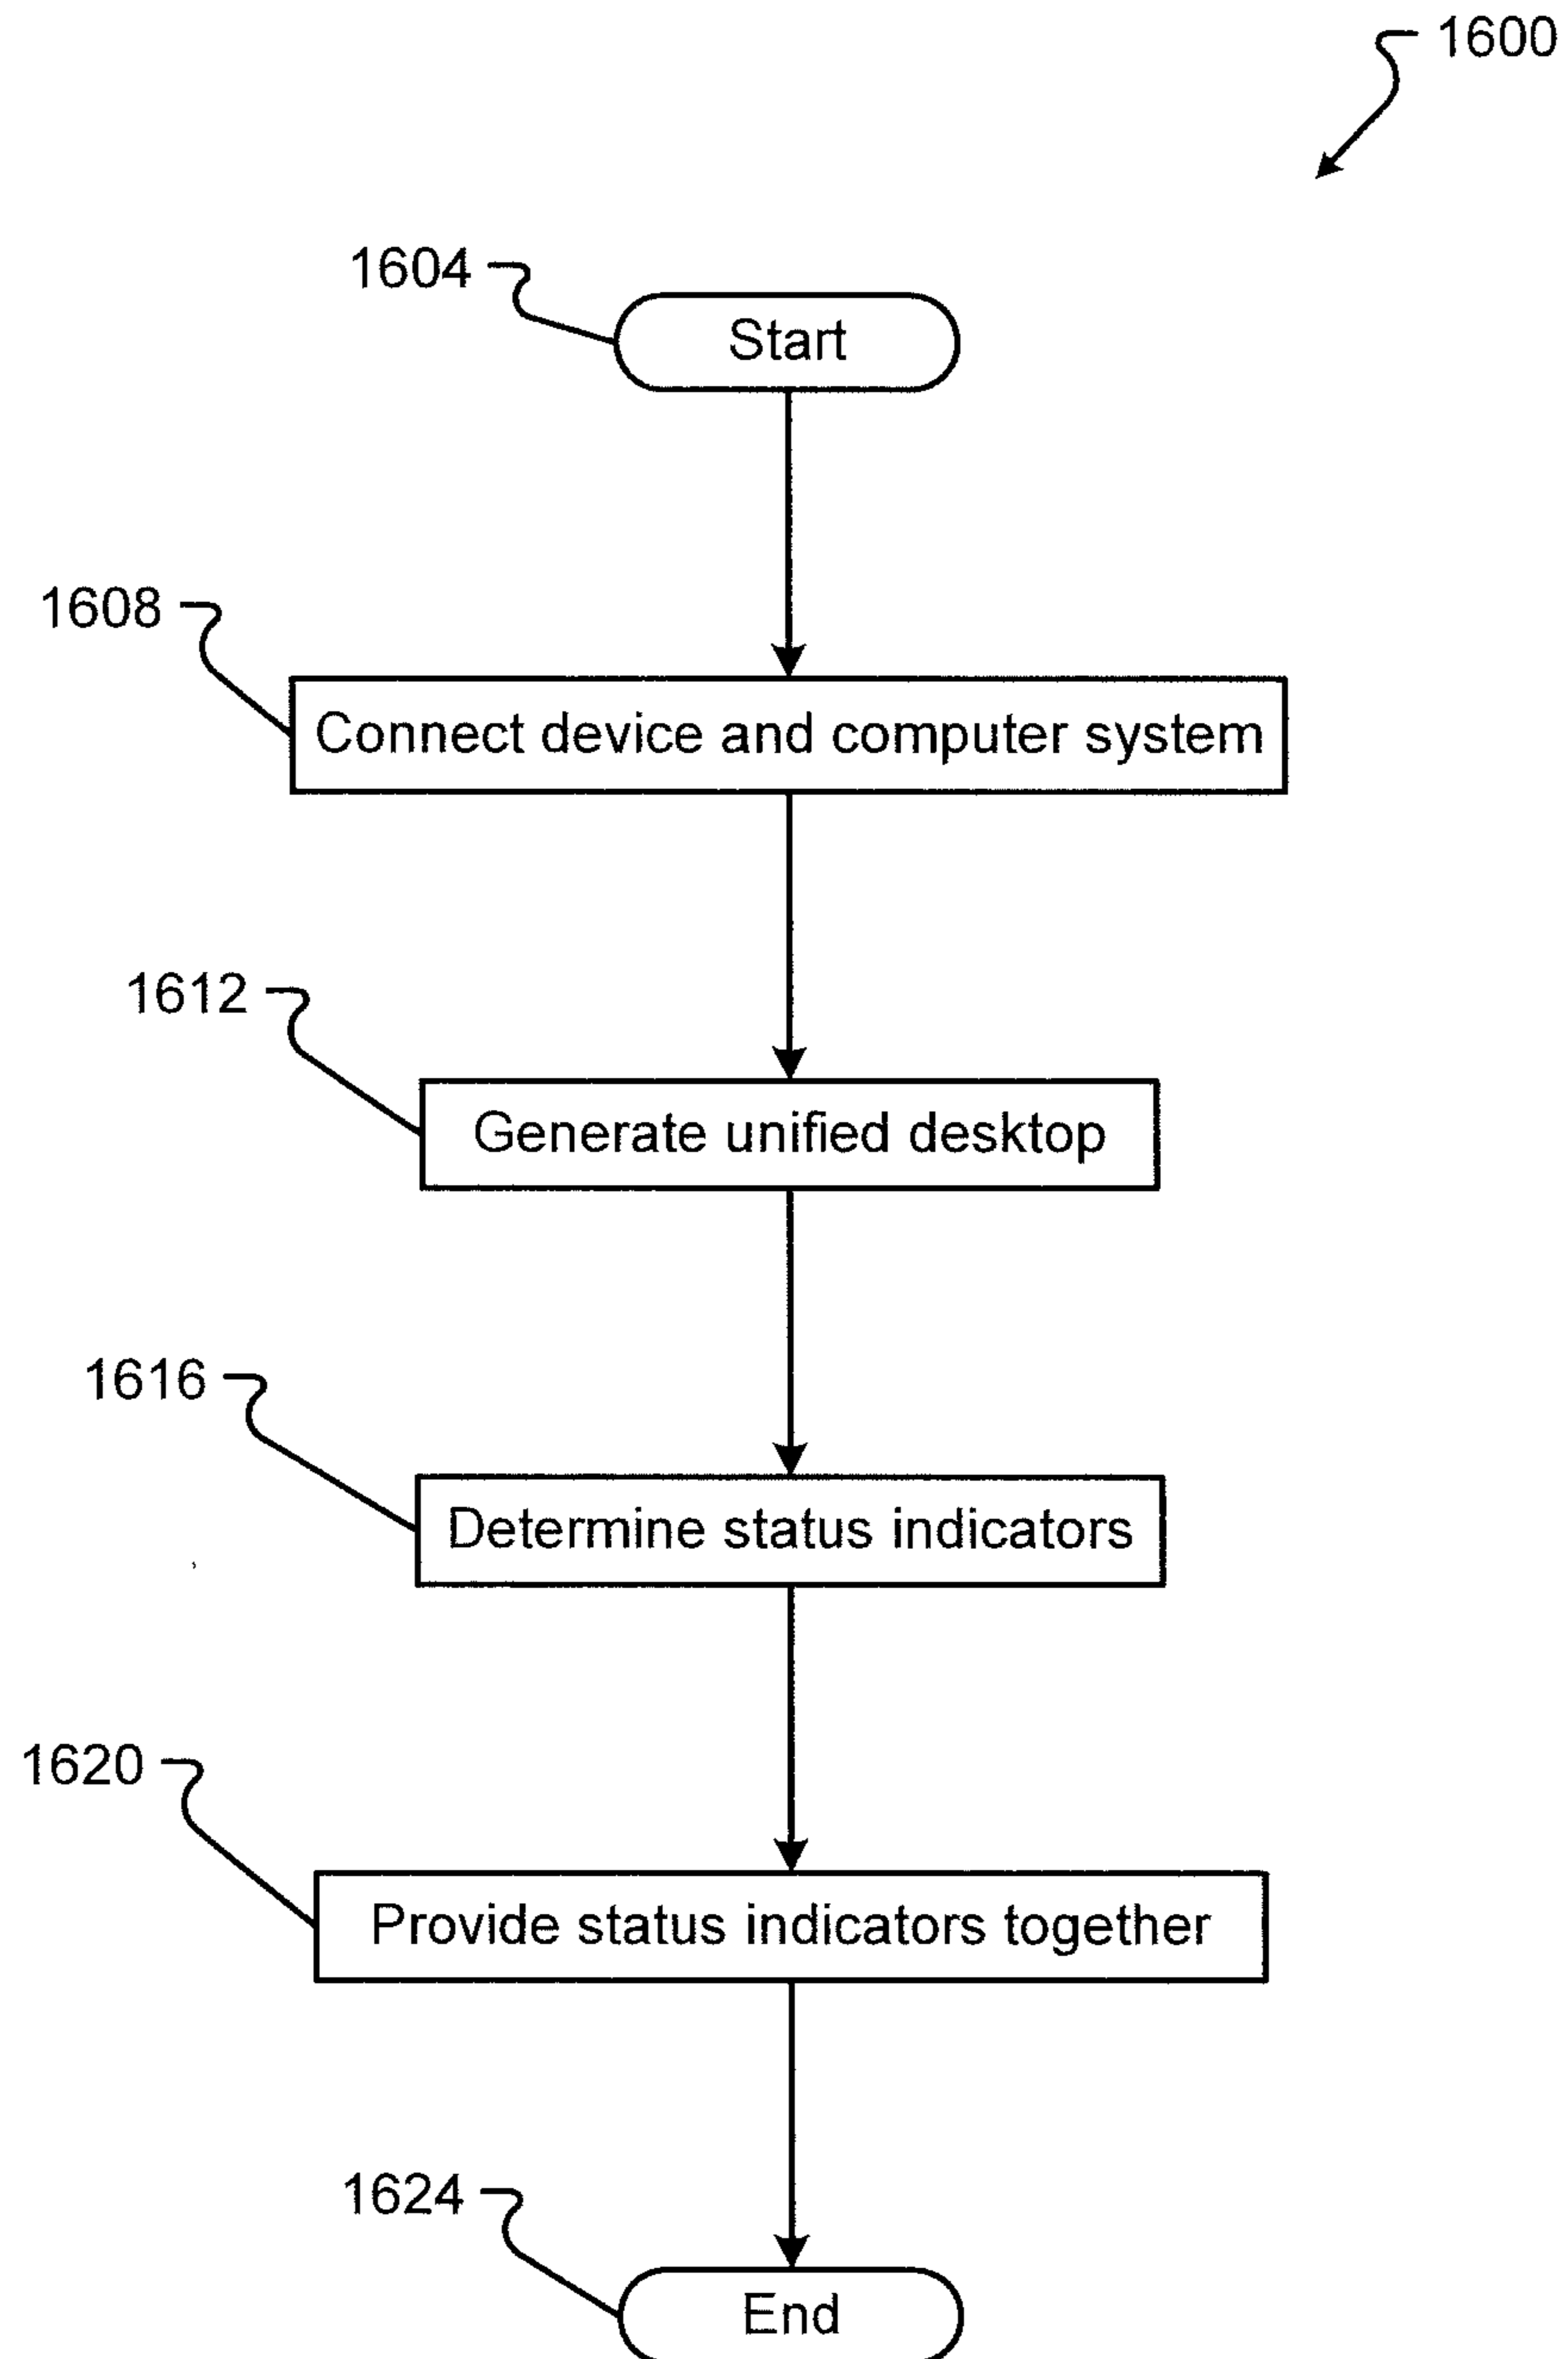 1600
1604
Start
1608
Connect device and computer system
1612
Generate unified desktop
1616
Determine status indicators
1620
Provide status indicators together
1624
End